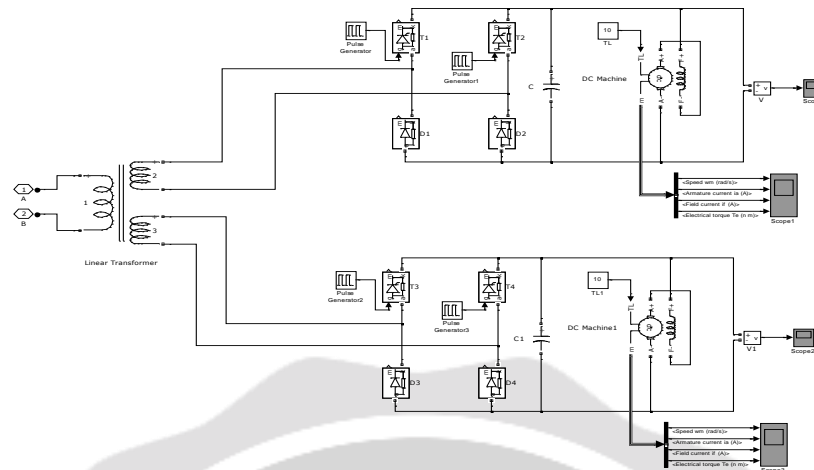 Pulse
Generator
T1
T2
Pulse
Generator1
10
TL
TL
A+
F+
DC Machine
m
A-
F-
C
V
D1
D2
1
A
2
B
1
2
3
Linear Transformer
<Speed wm (rad/s)>
<Armature current ia (A)>
<Field current if (A)>
<Electrical torque Te (n m)>
Scope1
Pulse
Generator2
T3
T4
Pulse
Generator3
10
TL1
TL
A+
F+
DC Machine1
m
A-
F-
C1
V1
Scope2
D3
D4
<Speed wm (rad/s)>
<Armature current ia (A)>
<Field current if (A)>
<Electrical torque Te (n m)>